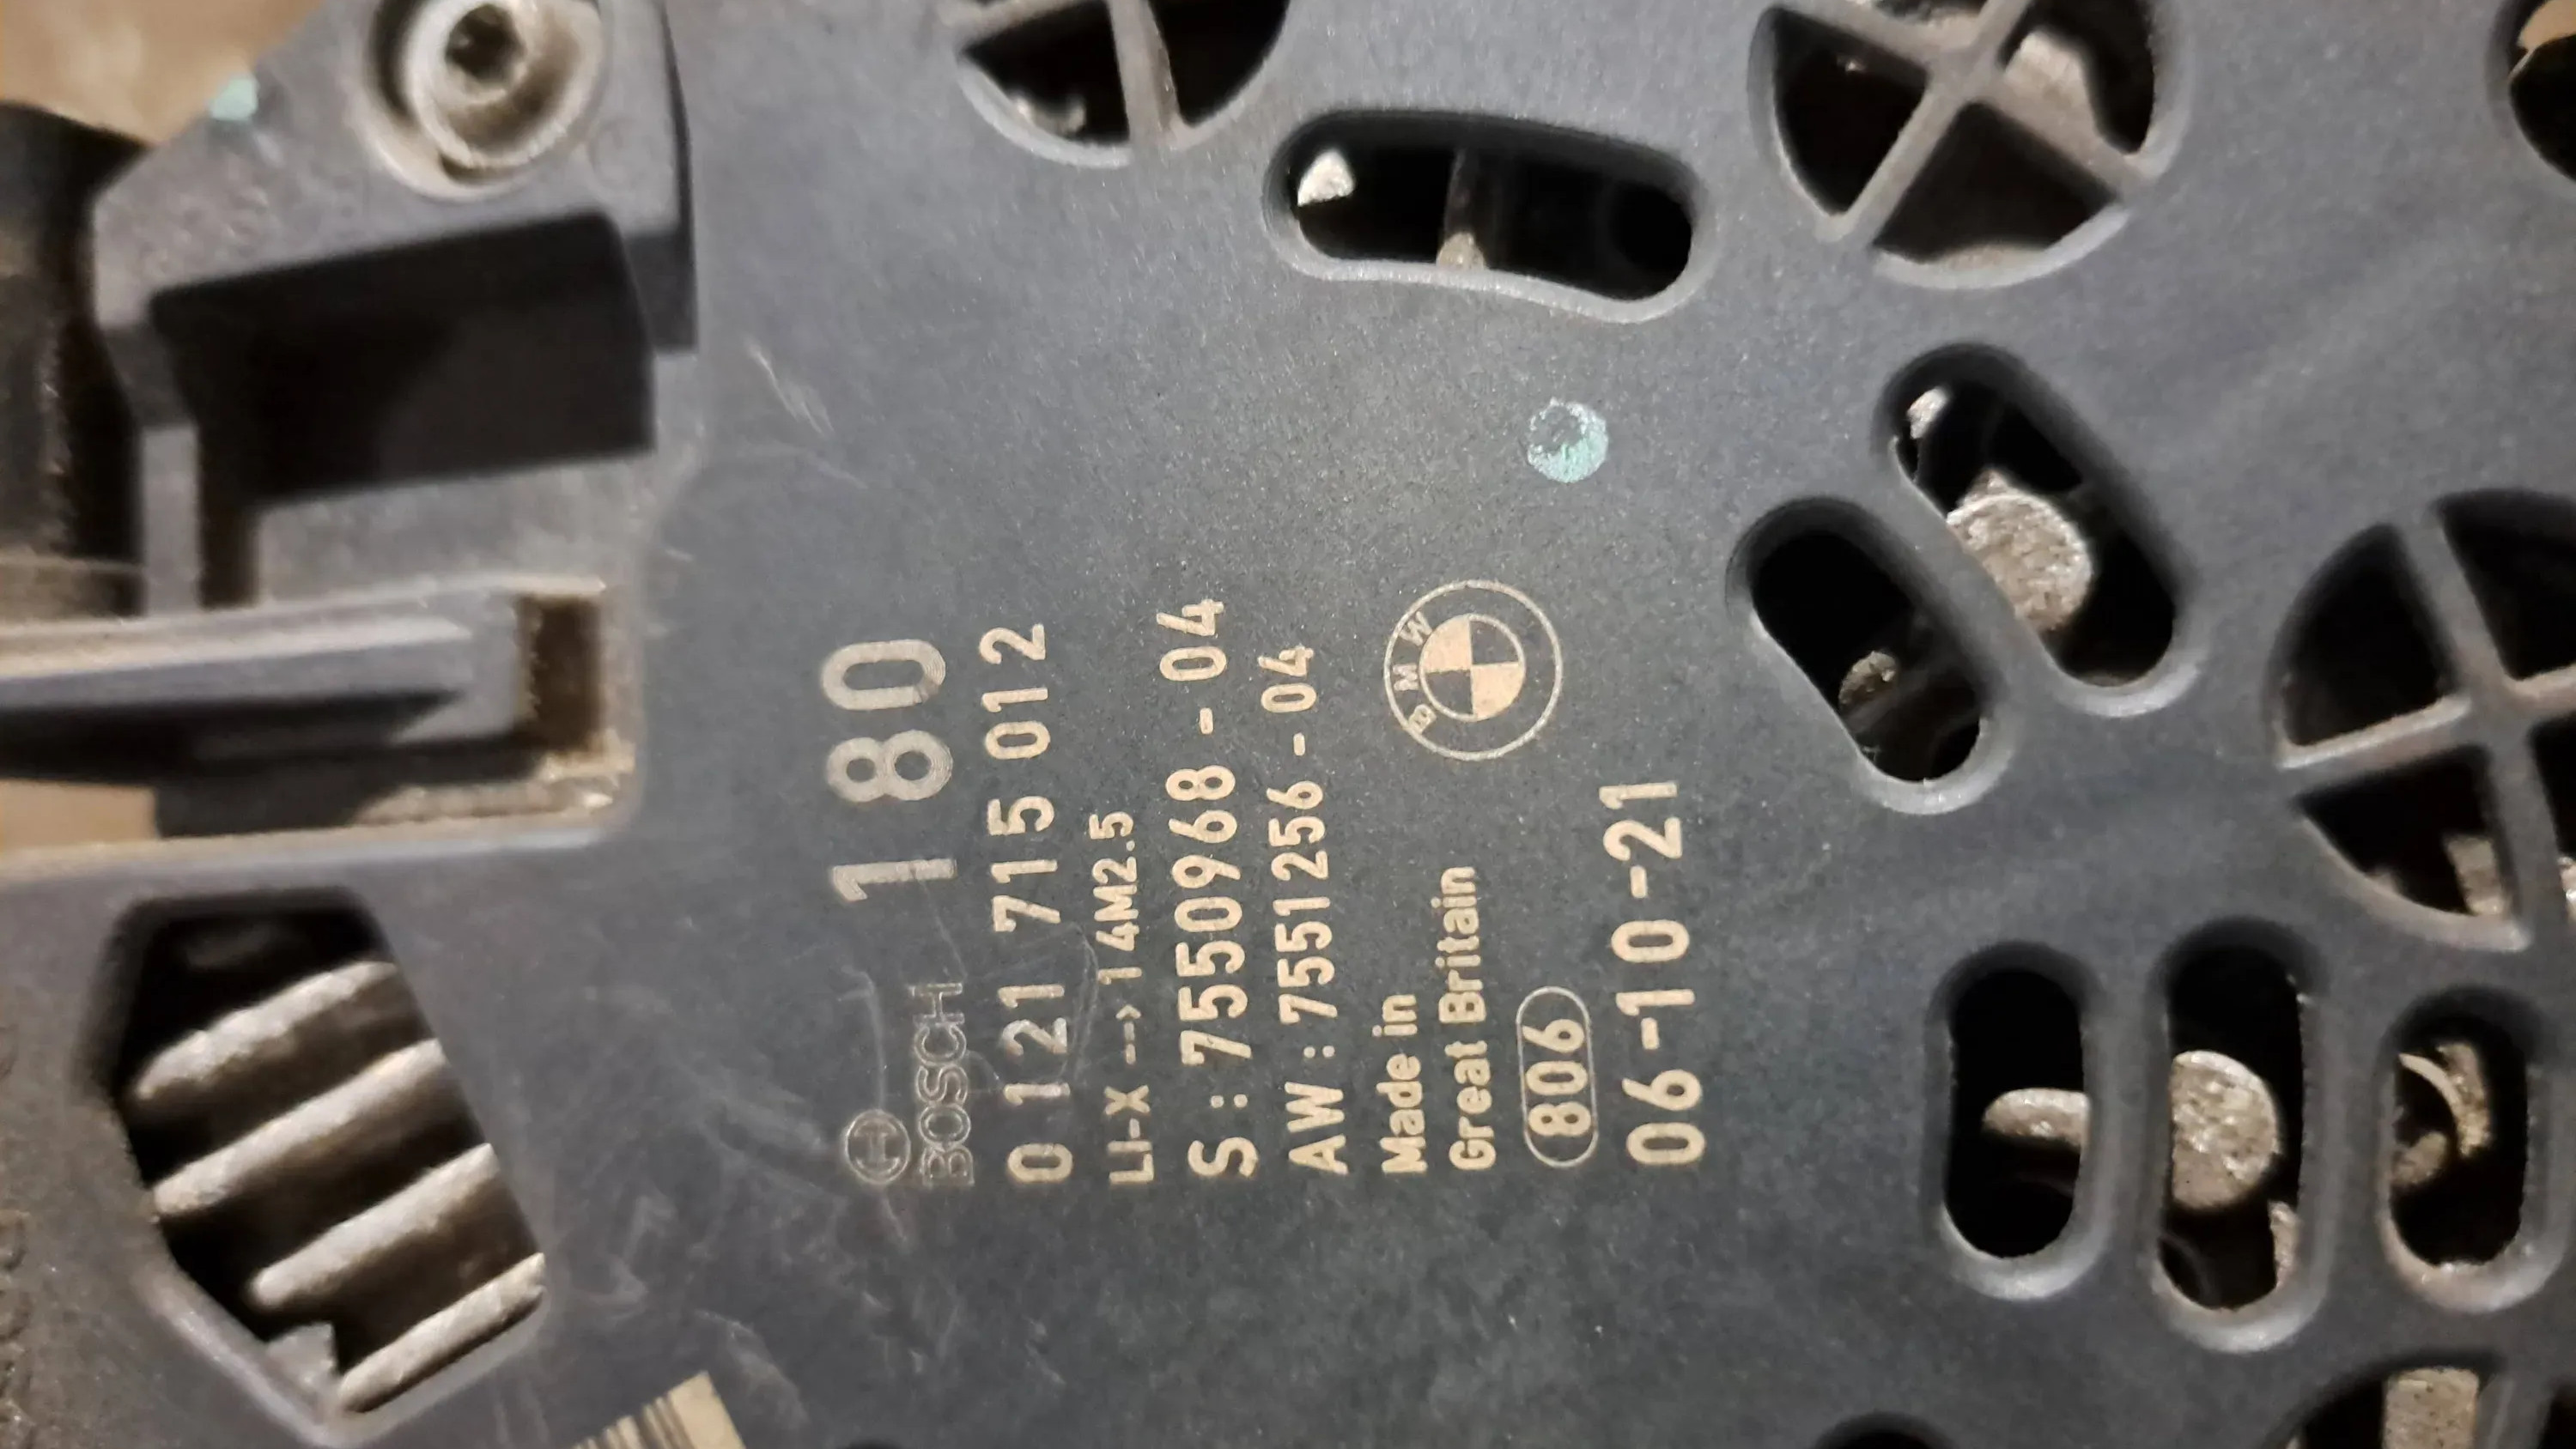 BOSCH 180
0 121 715 012
LI-X --> 14M2.5
S : 7550968 - 04
AW : 7551256 - 04
Made in
Great Britain
BMW
806
06-10-21